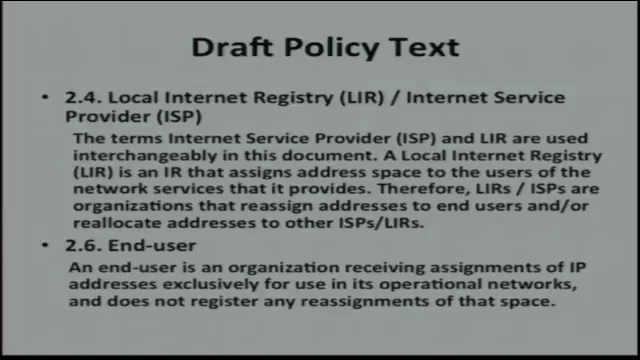 Draft Policy Text
• 2.4. Local Internet Registry (LIR) / Internet Service
Provider (ISP)
The terms Internet Service Provider (ISP) and LIR are used
interchangeably in this document. A Local Internet Registry
(LIR) is an IR that assigns address space to the users of the
network services that it provides. Therefore, LIRs / ISPs are
organizations that reassign addresses to end users and/or
reallocate addresses to other ISPs/LIRs.
• 2.6. End-user
An end-user is an organization receiving assignments of IP
addresses exclusively for use in its operational networks,
and does not register any reassignments of that space.